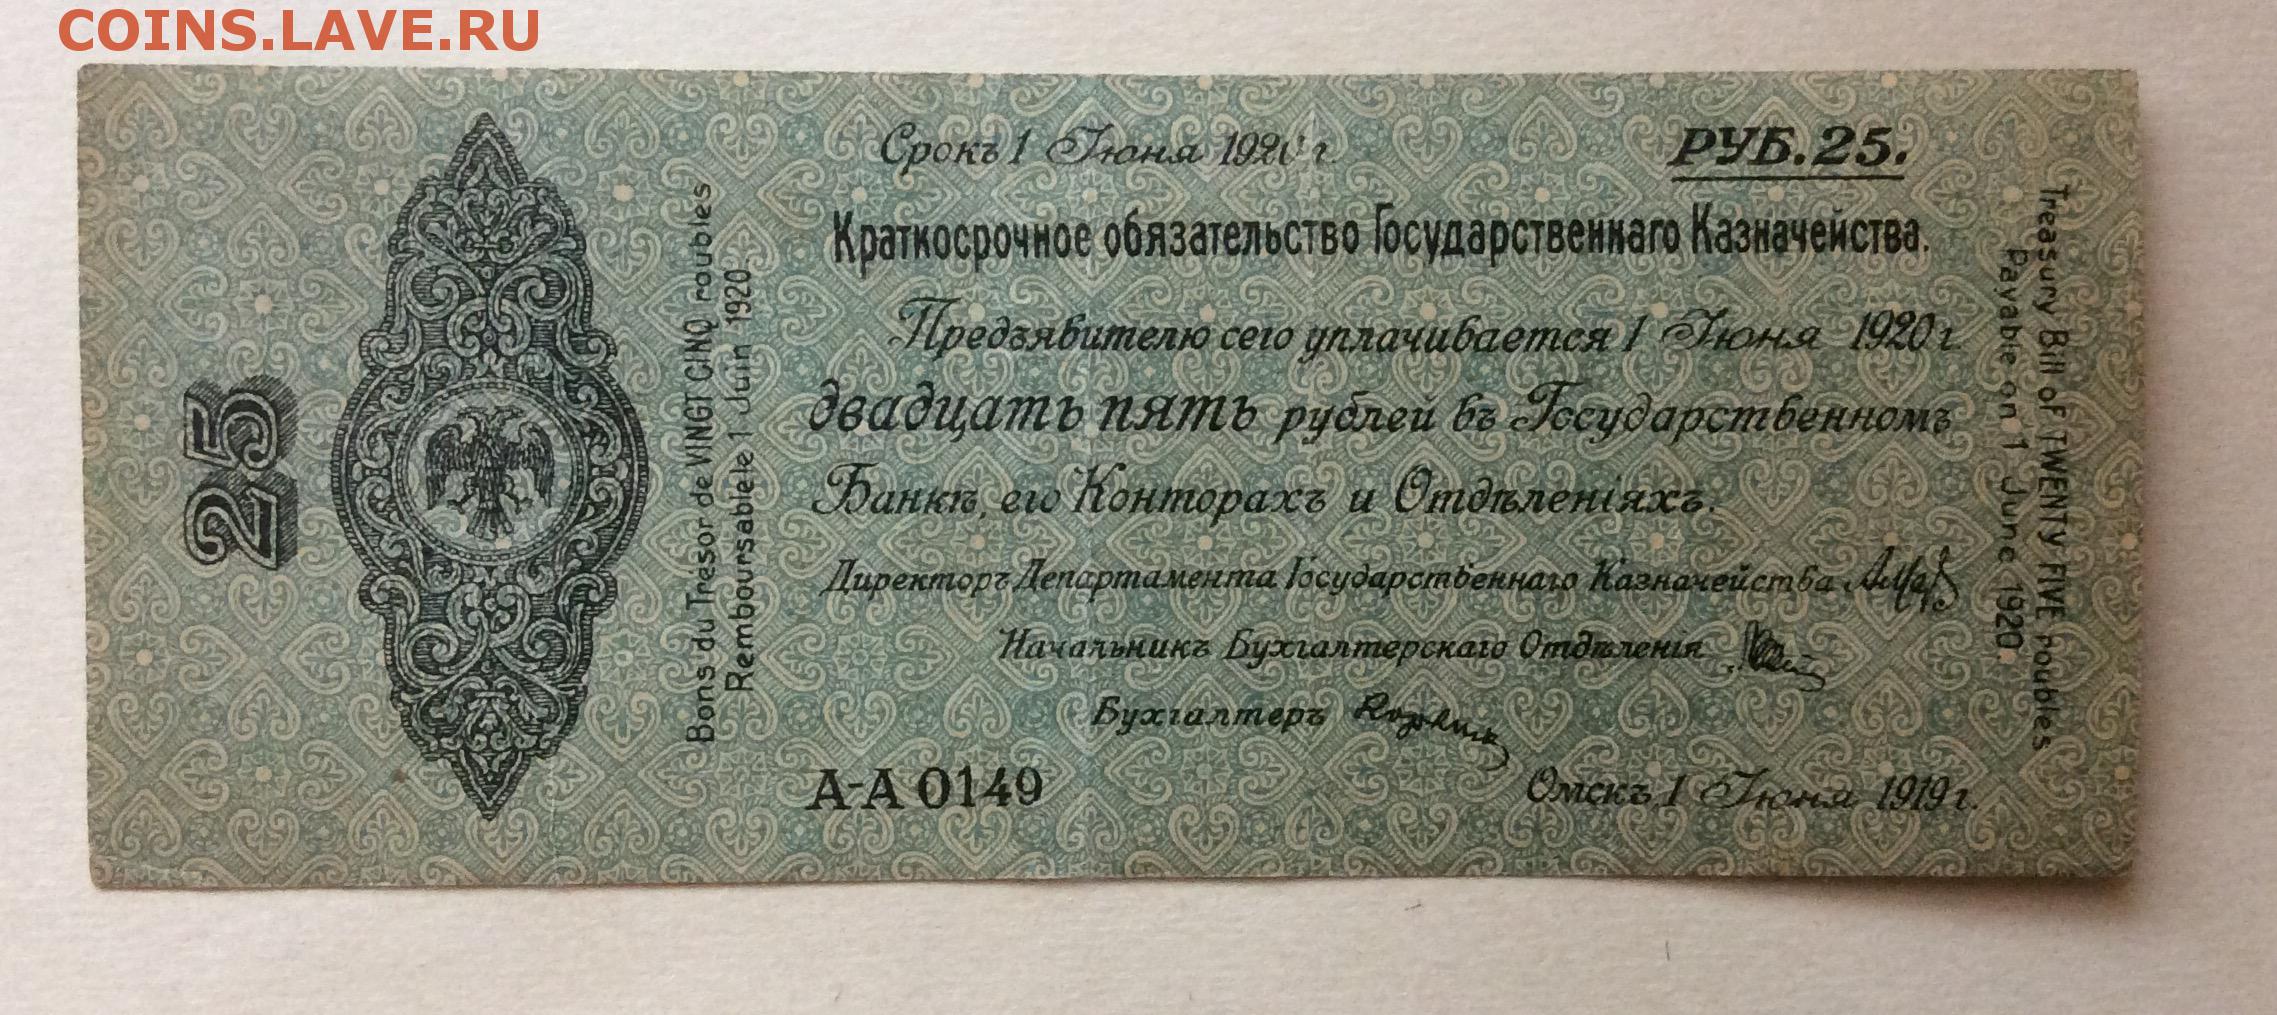 COINS.LAVE.RU
25
Bons du Tresor de VINGT CINQ roubles
Remboursable le 1 Juin 1920.
Срокъ 1 Iюня 1920 г.
РУБ. 25.
Краткосрочное обязательство Государственнаго Казначейства.
Предъявителю сего уплачивается 1 Iюня 1920 г.
двадцать пять рублей въ Государственномъ
Банкѣ, его Конторахъ и Отдѣленіяхъ.
Директоръ Департамента Государственнаго Казначейства
Начальникъ Бухгалтерскаго Отдѣленія
Бухгалтеръ
А-А 0149
Омскъ 1 Iюня 1919 г.
Treasury Bill of TWENTY FIVE roubles
Payable on 1 June 1920.